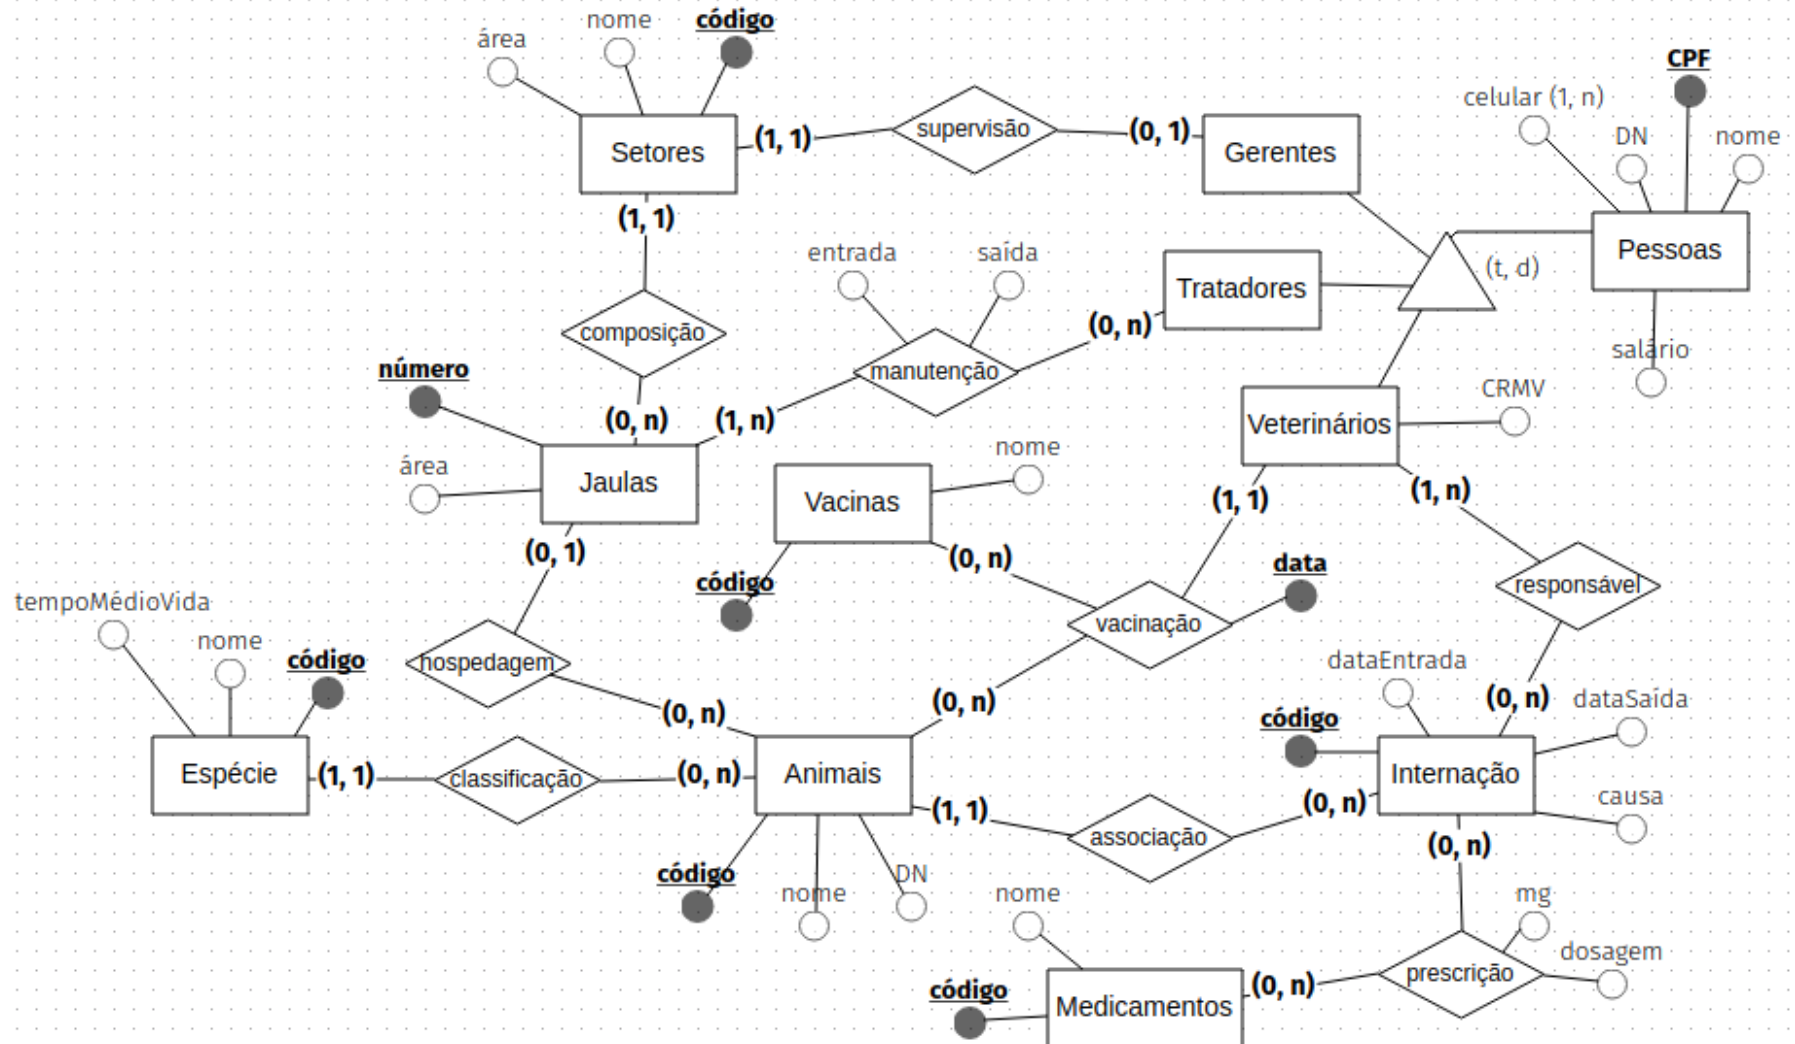 nome
código
área
CPF
celular (1, n)
supervisão
DN
nome
(1, 1)
(0, 1)
Setores
Gerentes
(1, 1)
Pessoas
entrada
saída
(t, d)
Tratadores
(0, n)
composição
salário
número
manutenção
CRMV
(0, n)
(1, n)
Veterinários
nome
área
Jaulas
(1, n)
Vacinas
(1, 1)
(0, 1)
(0, n)
data
código
responsável
tempoMédioVida
vacinação
nome
código
hospedagem
dataEntrada
(0, n)
(0, n)
(0, n)
dataSaída
código
Espécie
(1, 1)
classificação
(0, n)
Animais
Internação
causa
(1, 1)
(0, n)
associação
(0, n)
código
DN
nome
nome
mg
dosagem
prescrição
código
(0, n)
Medicamentos